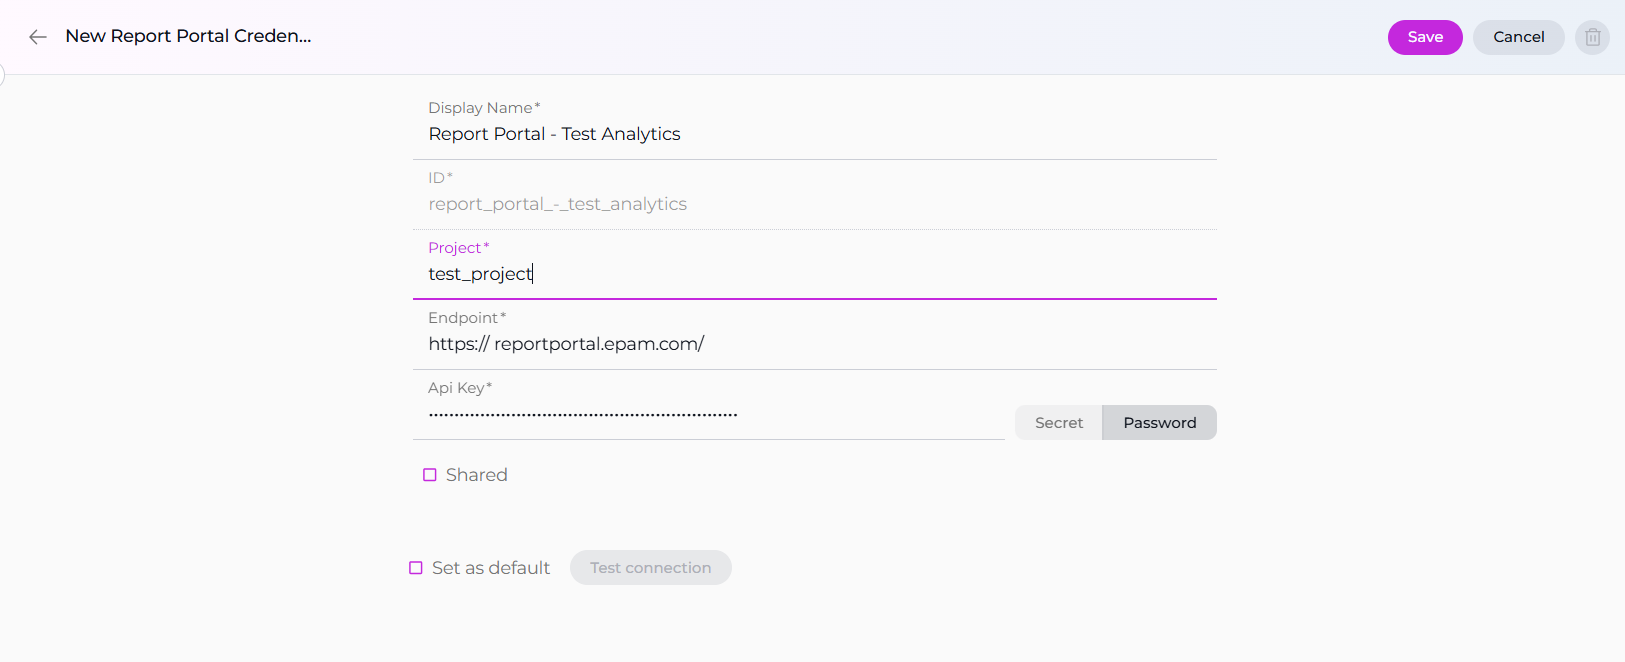 New Report Portal Creden...
Save
Cancel
Display Name*
Report Portal - Test Analytics
ID*
report_portal_-_test_analytics
Project*
test_project
Endpoint*
https:// reportportal.epam.com/
Api Key*
Secret
Password
Shared
Set as default
Test connection